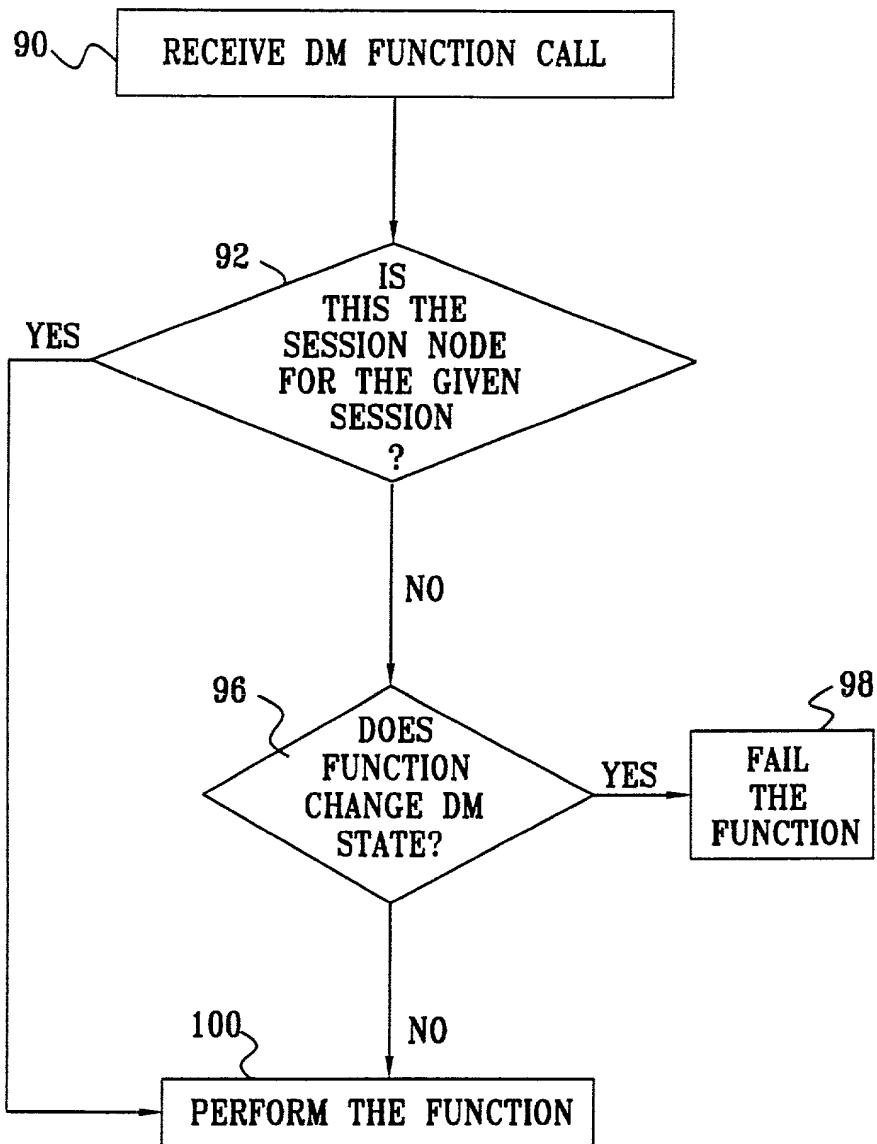 90
RECEIVE DM FUNCTION CALL
92
IS
THIS THE
SESSION NODE
FOR THE GIVEN
SESSION
?
YES
NO
96
DOES
FUNCTION
CHANGE DM
STATE?
YES
98
FAIL
THE
FUNCTION
NO
100
PERFORM THE FUNCTION